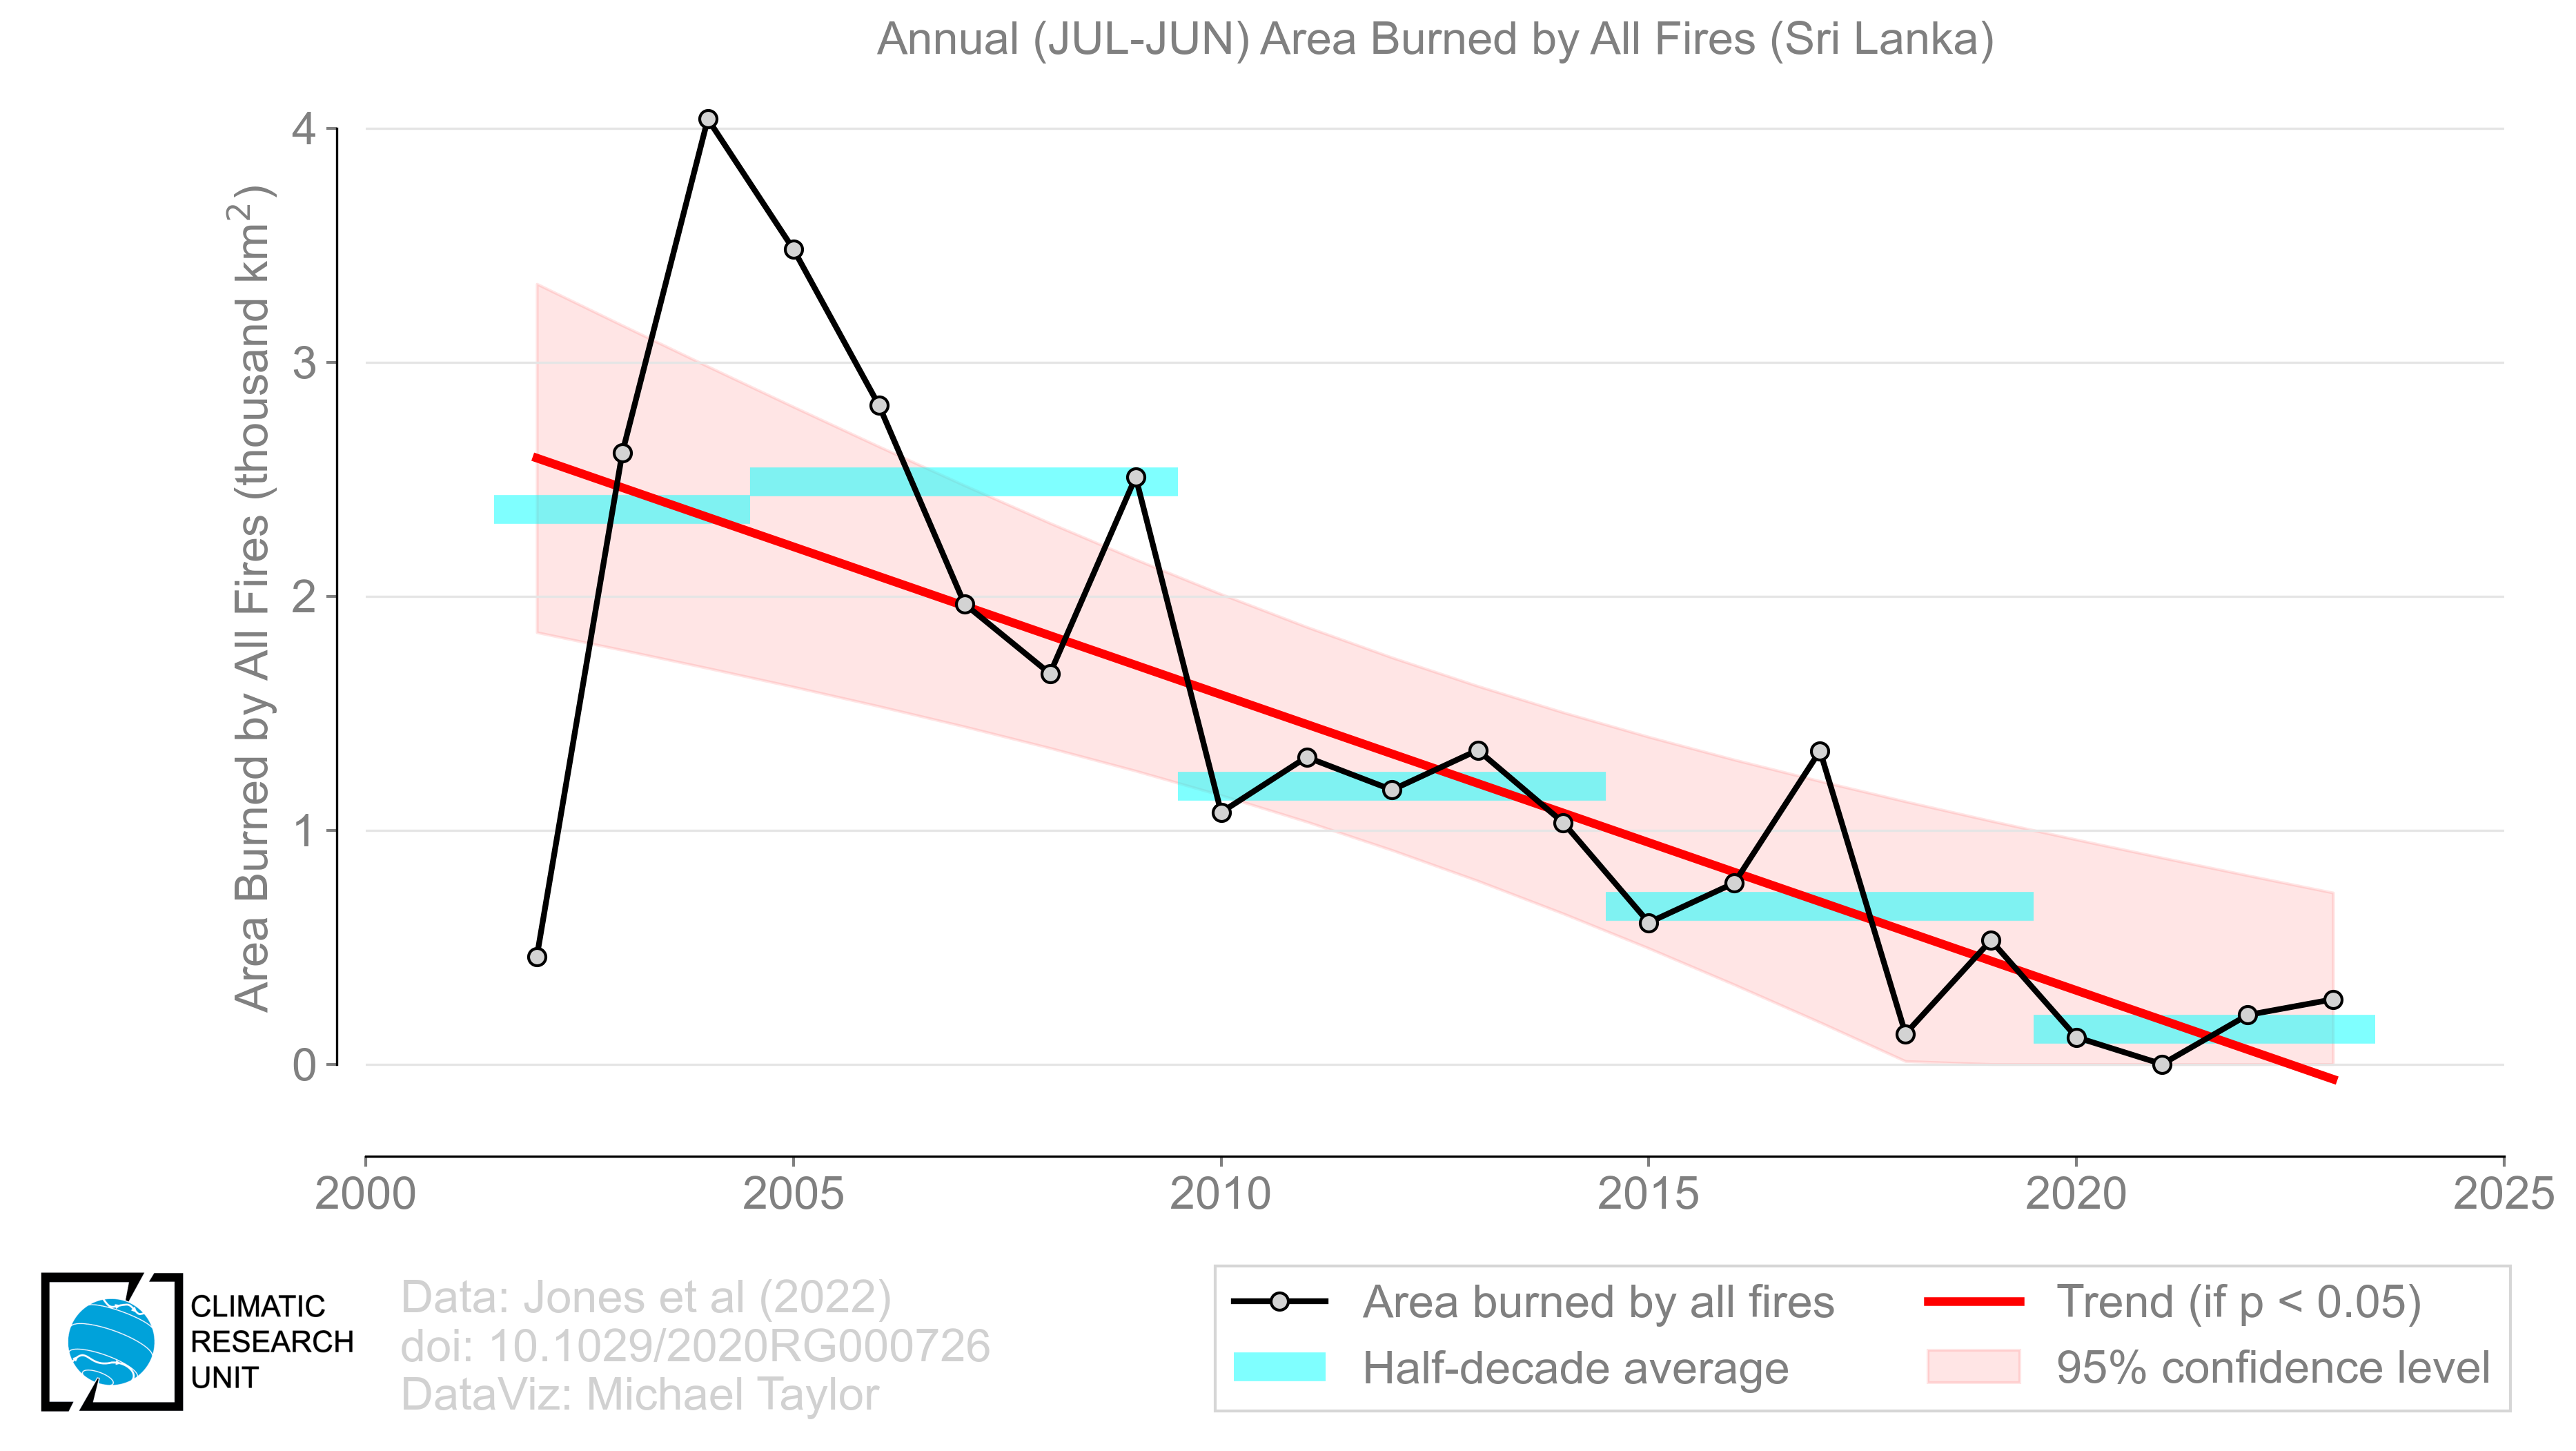 Annual (JUL-JUN) Area Burned by All Fires (Sri Lanka)
Area Burned by All Fires (thousand km²)
4
3
2
1
0
2000 2005 2010 2015 2020 2025
CLIMATIC
RESEARCH
UNIT
Data: Jones et al (2022)
doi: 10.1029/2020RG000726
DataViz: Michael Taylor
Area burned by all fires
Half-decade average
Trend (if p < 0.05)
95% confidence level